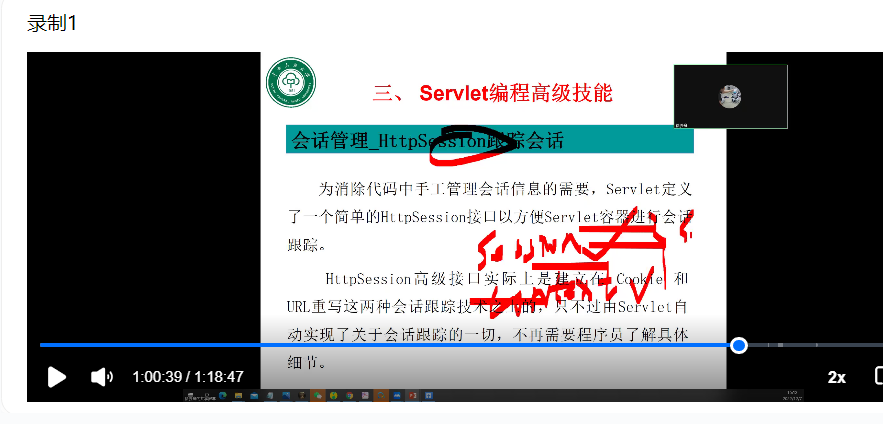 录制1
三、 Servlet编程高级技能
会话管理_HttpSession跟踪会话
为消除代码中手工管理会话信息的需要，Servlet定义
了一个简单的HttpSession接口以方便Servlet容器进行会话
跟踪。
Session
HttpSession高级接口实际上是建立在 Cookie 和
URL重写这两种会话跟踪技术之上的，只不过由Servlet自
动实现了关于会话跟踪的一切，不再需要程序员了解具体
细节。
1:00:39 / 1:18:47
2x